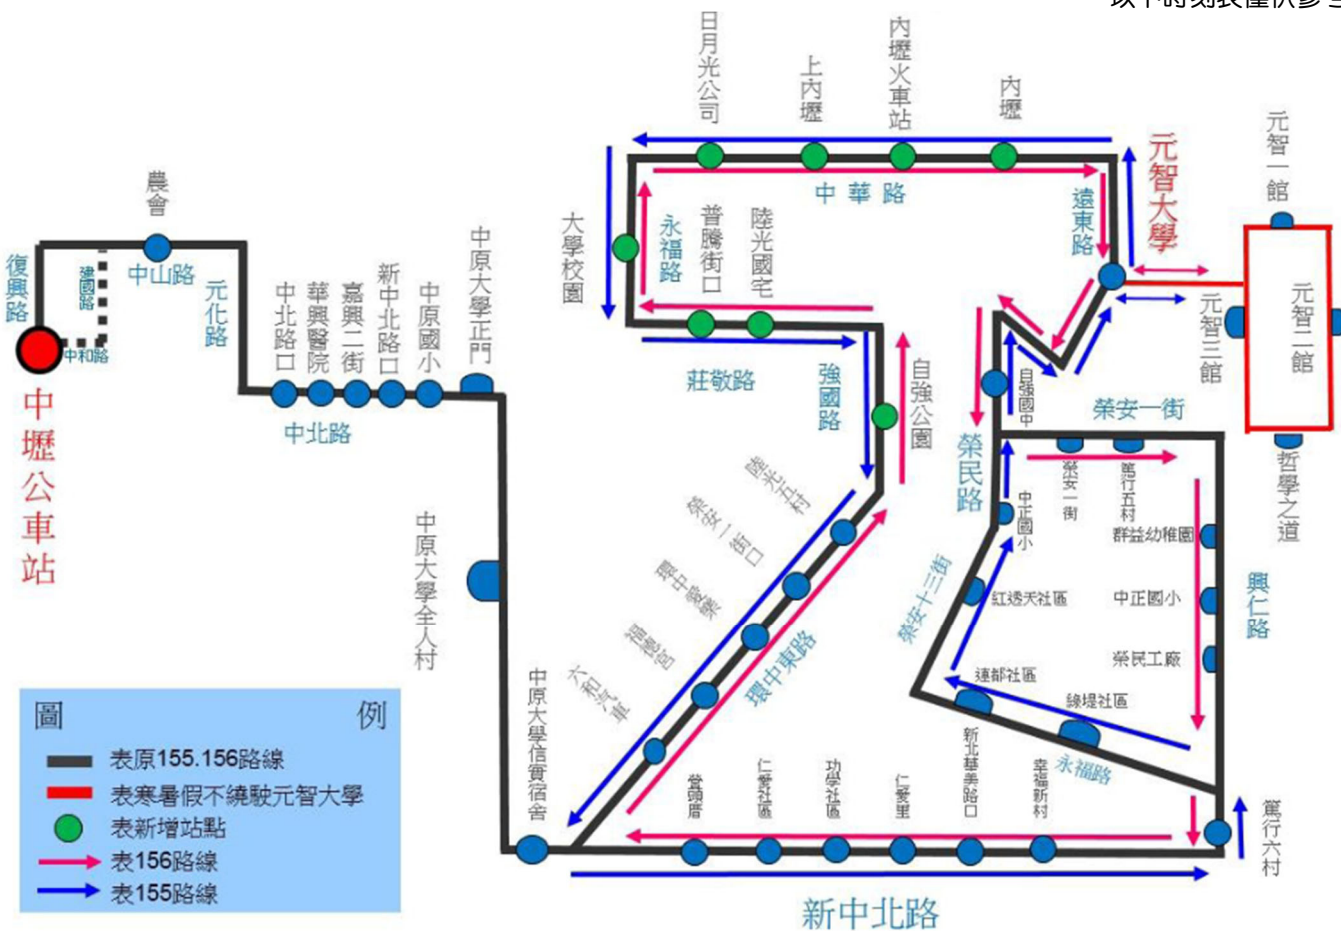 日月光公司
上內壢
內壢火車站
內壢
元智大學
元智一館
農會
復興路
建國路
中山路
元化路
中和路
中壢公車站
中北路口
華興醫院
嘉興二街
新中北路口
中原國小
中原大學正門
中北路
大學校園
永福路
普騰街口
陸光國宅
中華路
遠東路
元智三館
元智二館
莊敬路
強國路
自強公園
自強國中
榮安一街
哲學之道
榮民路
中正國小
榮安一街
篤行五村
群益幼稚園
中正國小
榮民工廠
興仁路
陸光五村
榮安一街口
環中愛樂
福德宮
六和汽車
環中東路
榮安十三街
紅透天社區
達都社區
綠堤社區
永福路
中原大學全人村
中原大學信實宿舍
營頭厝
仁愛社區
功學社區
仁愛里
新北華美路口
幸福新村
篤行六村
新中北路
圖 例
表原155.156路線
表寒暑假不繞駛元智大學
表新增站點
表156路線
表155路線